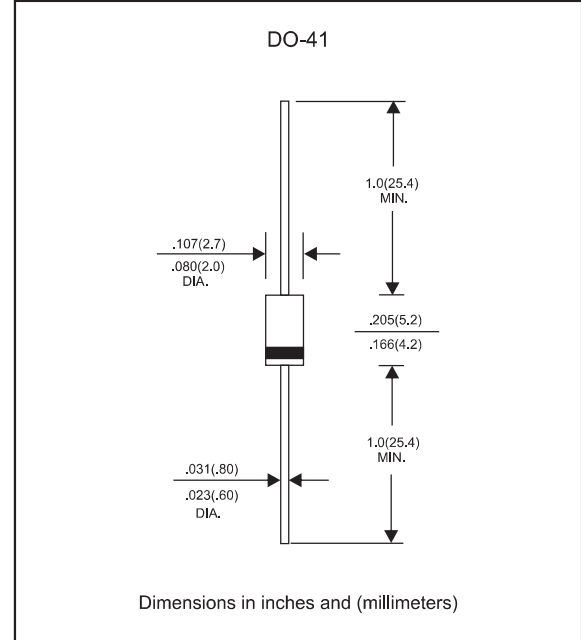 DO-41
1.0(25.4)
MIN.
.107(2.7)
.080(2.0)
DIA.
.205(5.2)
.166(4.2)
1.0(25.4)
MIN.
.031(.80)
.023(.60)
DIA.
Dimensions in inches and (millimeters)